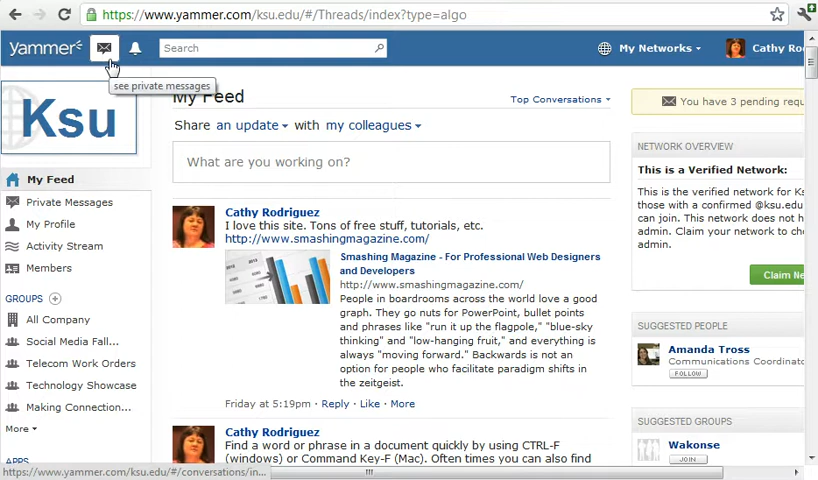 https://www.yammer.com/ksu.edu/#/Threads/index?type=algo
yammer
Search
My Networks
Cathy Ro
see private messages
My Feed
Top Conversations
You have 3 pending requ
Ksu
Share an update with my colleagues
What are you working on?
NETWORK OVERVIEW
This is a Verified Network:
This is the verified network for Ks
those with a confirmed @ksu.edu
can join. This network does not h
admin. Claim your network to ch
admin.
Claim Ne
My Feed
Private Messages
My Profile
Activity Stream
Members
GROUPS
All Company
Social Media Fall...
Telecom Work Orders
Technology Showcase
Making Connection...
More
APPS
Cathy Rodriguez
I love this site. Tons of free stuff, tutorials, etc.
http://www.smashingmagazine.com/
Smashing Magazine - For Professional Web Designers
and Developers
http://www.smashingmagazine.com/
People in boardrooms across the world love a good
graph. They go nuts for PowerPoint, bullet points
and phrases like "run it up the flagpole," "blue-sky
thinking" and "low-hanging fruit," and everything is
always "moving forward." Backwards is not an
option for people who facilitate paradigm shifts in
the zeitgeist.
Friday at 5:19pm · Reply · Like · More
Cathy Rodriguez
Find a word or phrase in a document quickly by using CTRL-F
(windows) or Command Key-F (Mac). Often times you can also find
SUGGESTED PEOPLE
Amanda Tross
Communications Coordinato
FOLLOW
SUGGESTED GROUPS
Wakonse
JOIN
https://www.yammer.com/ksu.edu/#/conversations/in...